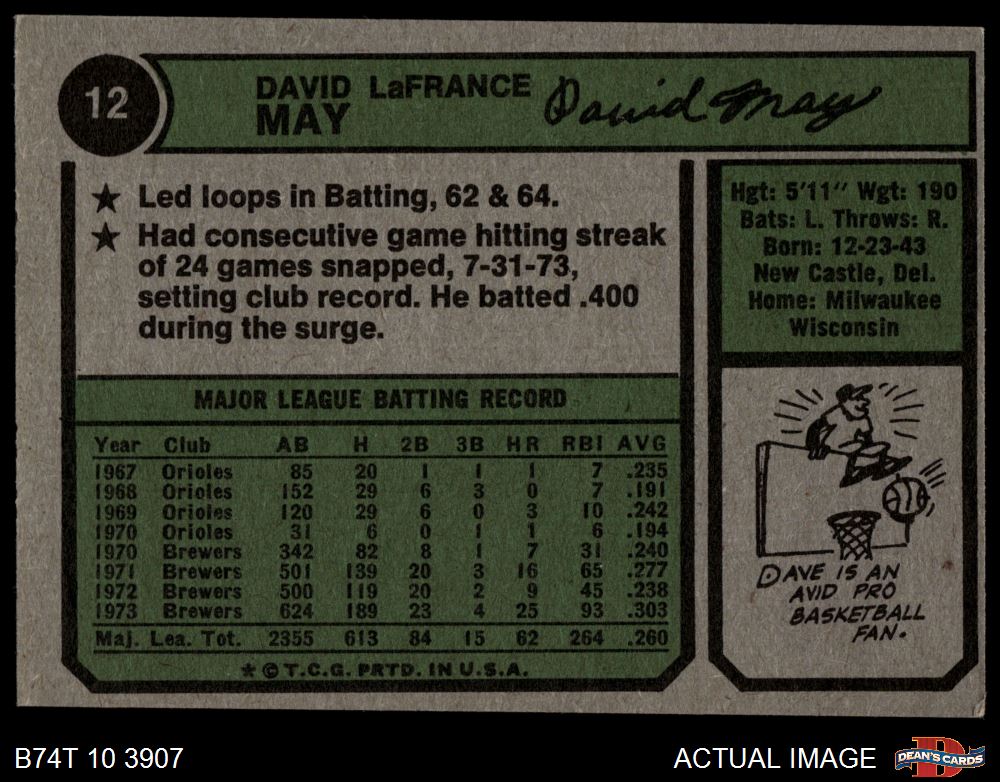 12
DAVID LaFRANCE
MAY
David May
★ Led loops in Batting, 62 & 64.
★ Had consecutive game hitting streak
of 24 games snapped, 7-31-73,
setting club record. He batted .400
during the surge.
Hgt: 5'11" Wgt: 190
Bats: L. Throws: R.
Born: 12-23-43
New Castle, Del.
Home: Milwaukee
Wisconsin
MAJOR LEAGUE BATTING RECORD
Year Club AB H 2B 3B HR RBI AVG
1967 Orioles 85 20 1 1 1 7 .235
1968 Orioles 152 29 6 3 0 7 .191
1969 Orioles 120 29 6 0 3 10 .242
1970 Orioles 31 6 0 1 1 6 .194
1970 Brewers 342 82 8 1 7 31 .240
1971 Brewers 501 139 20 3 16 65 .277
1972 Brewers 500 119 20 2 9 45 .238
1973 Brewers 624 189 23 4 25 93 .303
Maj. Lea. Tot. 2355 613 84 15 62 264 .260
★ © T.C.G. PRTD. IN U.S.A.
DAVE IS AN
AVID PRO
BASKETBALL
FAN.
B74T 10 3907
ACTUAL IMAGE
D
DEAN'S CARDS